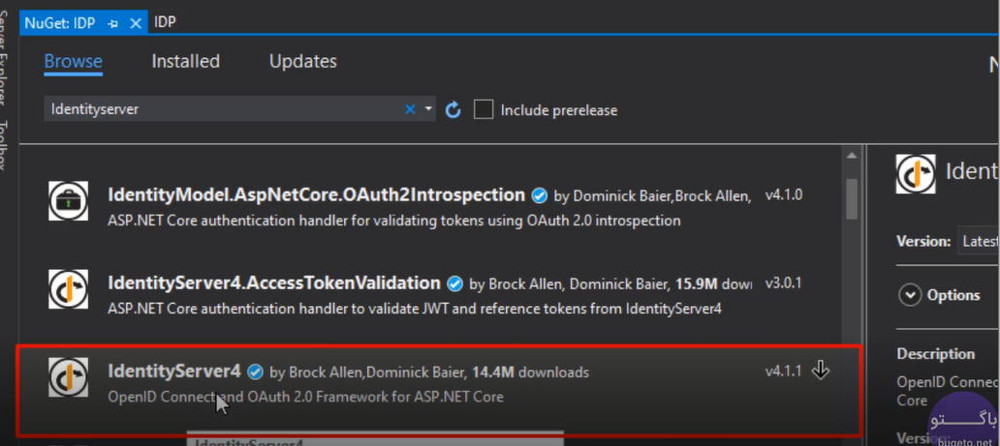 NuGet: IDP
IDP
Server Explorer
Toolbox
Browse
Installed
Updates
N
Identityserver
Include prerelease
IdentityModel.AspNetCore.OAuth2Introspection by Dominick Baier,Brock Allen, v4.1.0
ASP.NET Core authentication handler for validating tokens using OAuth 2.0 introspection
IdentityServer4.AccessTokenValidation by Brock Allen, Dominick Baier, 15.9M dow v3.0.1
ASP.NET Core authentication handler to validate JWT and reference tokens from IdentityServer4
IdentityServer4 by Brock Allen,Dominick Baier, 14.4M downloads v4.1.1
OpenID Connect and OAuth 2.0 Framework for ASP.NET Core
IdentityServer4
Ident
Version: Latest
Options
Description
OpenID Connec
Core
Version
باگتو
bugeto.net